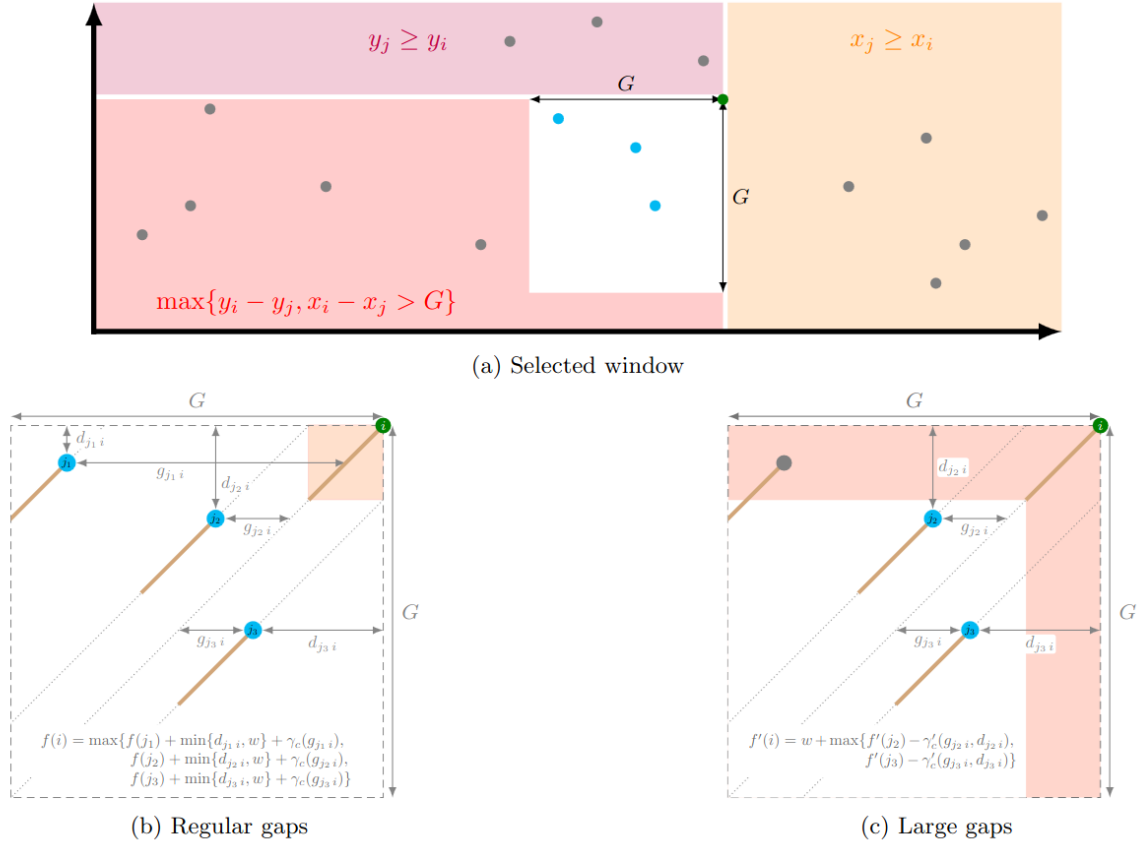 y_j ≥ y_i
x_j ≥ x_i
G
G
max{y_i − y_j, x_i − x_j > G}
(a) Selected window
G
i
d_{j_1 i}
j_1
g_{j_1 i}
d_{j_2 i}
j_2
g_{j_2 i}
G
j_3
g_{j_3 i}
d_{j_3 i}
f(i) = max{f(j_1) + min{d_{j_1 i}, w} + γ_c(g_{j_1 i}),
f(j_2) + min{d_{j_2 i}, w} + γ_c(g_{j_2 i}),
f(j_3) + min{d_{j_3 i}, w} + γ_c(g_{j_3 i})}
(b) Regular gaps
G
i
d_{j_2 i}
j_2
g_{j_2 i}
G
j_3
g_{j_3 i}
d_{j_3 i}
f′(i) = w + max{f′(j_2) − γ′_c(g_{j_2 i}, d_{j_2 i}),
f′(j_3) − γ′_c(g_{j_3 i}, d_{j_3 i})}
(c) Large gaps